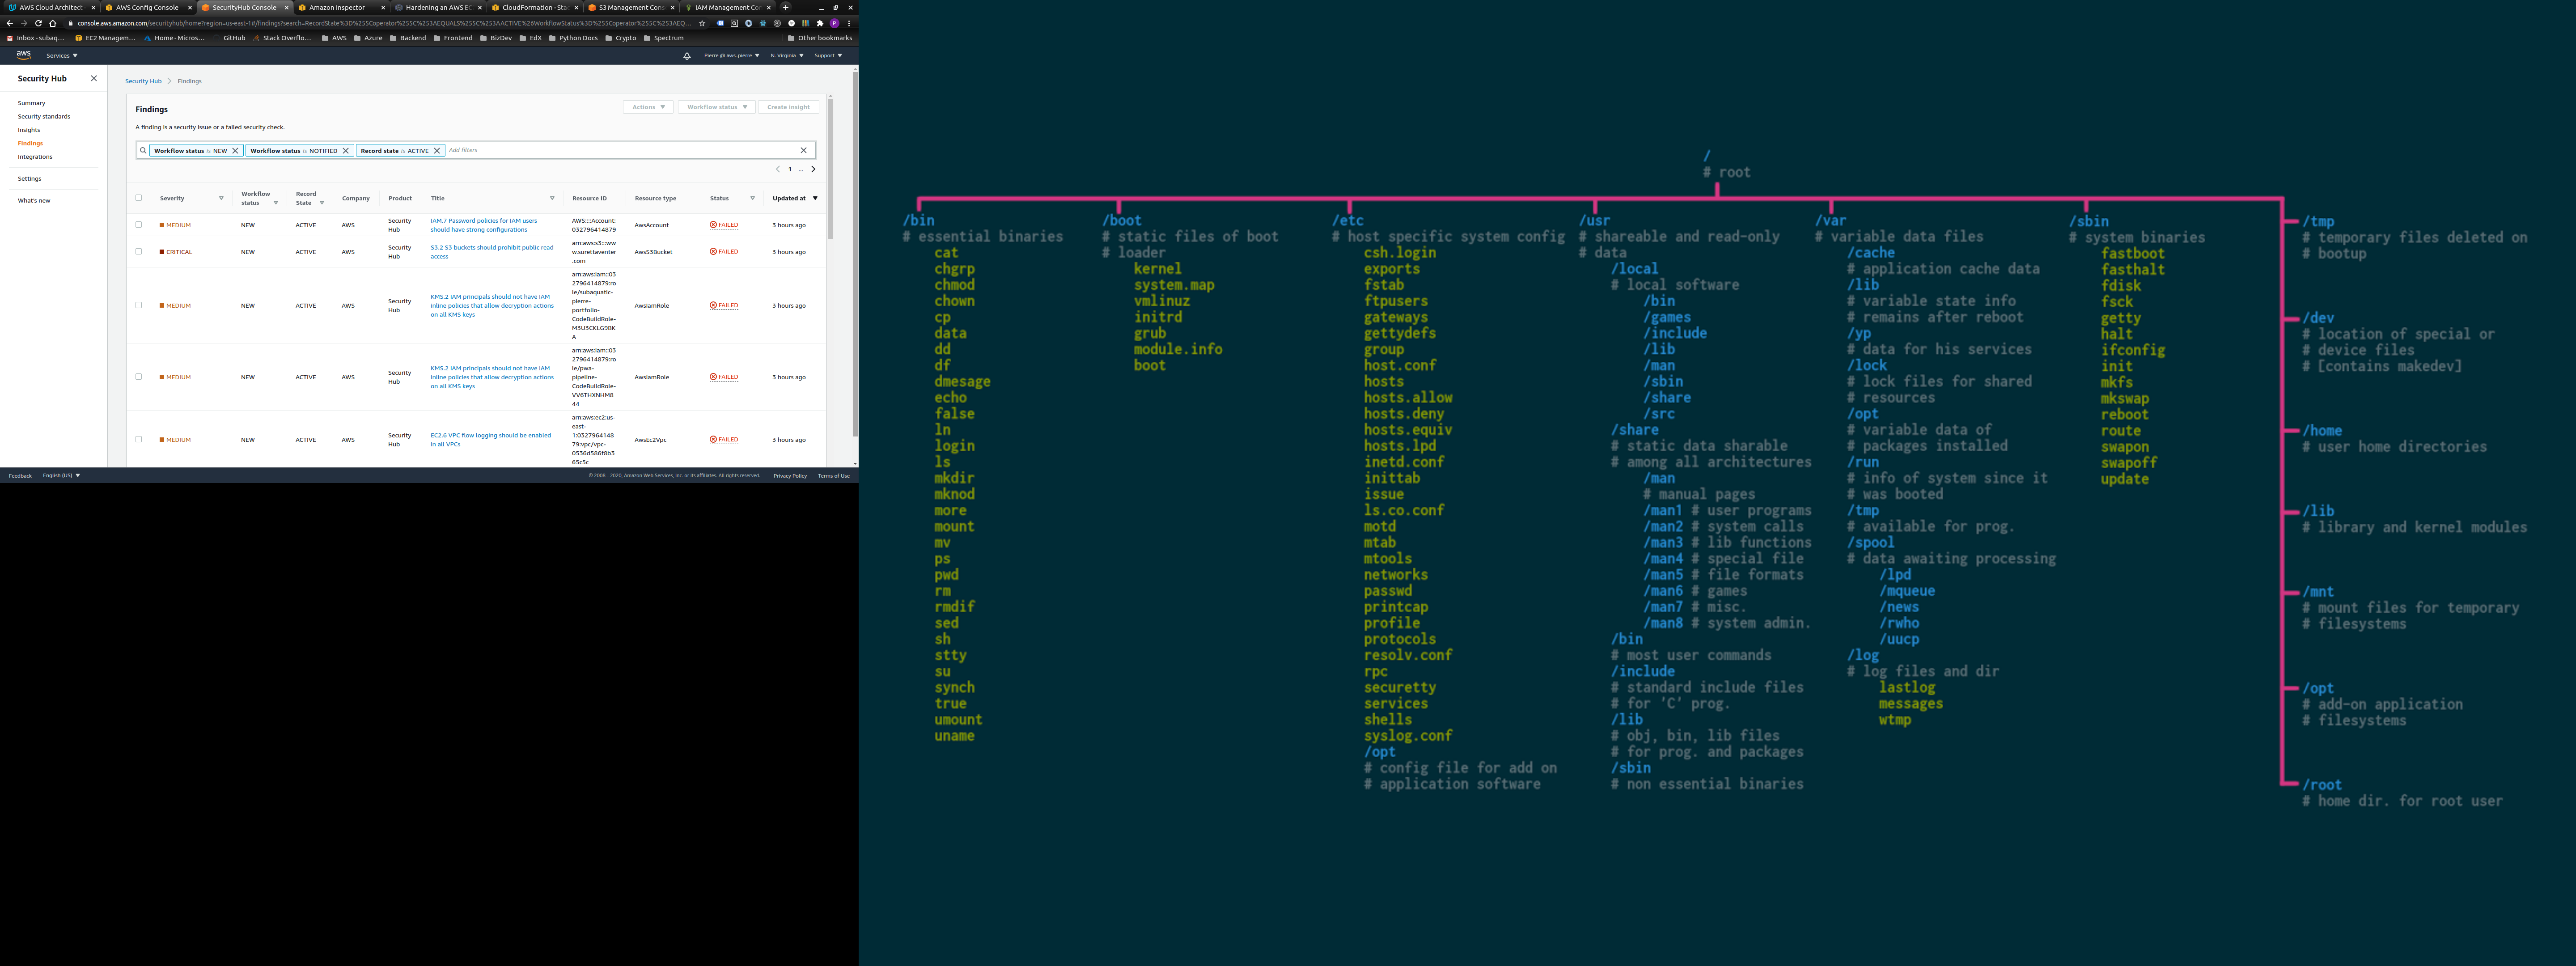 AWS Cloud Architect
AWS Config Console
SecurityHub Console
Amazon Inspector
Hardening an AWS EC
CloudFormation - Stac
S3 Management Cons
IAM Management Con
console.aws.amazon.com/securityhub/home?region=us-east-1#/findings?search=RecordState%3D%255Coperator%255C%253AEQUALS%255C%253AACTIVE%26WorkflowStatus%3D%255Coperator%255C%253AEQ...
Inbox - subaq...
EC2 Managem...
Home - Micros...
GitHub
Stack Overflo...
AWS
Azure
Backend
Frontend
BizDev
EdX
Python Docs
Crypto
Spectrum
Other bookmarks
aws
Services
Pierre @ aws-pierre
N. Virginia
Support
Security Hub
Summary
Security standards
Insights
Findings
Integrations
Settings
What's new
Security Hub
Findings
Findings
Actions
Workflow status
Create insight
A finding is a security issue or a failed security check.
Workflow status is NEW
Workflow status is NOTIFIED
Record state is ACTIVE
Add filters
1 ...
Severity
Workflow
status
Record
State
Company
Product
Title
Resource ID
Resource type
Status
Updated at
MEDIUM
NEW
ACTIVE
AWS
Security
Hub
IAM.7 Password policies for IAM users
should have strong configurations
AWS::::Account:
032796414879
AwsAccount
FAILED
3 hours ago
CRITICAL
NEW
ACTIVE
AWS
Security
Hub
S3.2 S3 buckets should prohibit public read
access
arn:aws:s3:::ww
w.surettaventer
.com
AwsS3Bucket
FAILED
3 hours ago
MEDIUM
NEW
ACTIVE
AWS
Security
Hub
KMS.2 IAM principals should not have IAM
inline policies that allow decryption actions
on all KMS keys
arn:aws:iam::03
2796414879:ro
le/subaquatic-
pierre-
portfolio-
CodeBuildRole-
M3U3CKLG9BK
A
AwsIamRole
FAILED
3 hours ago
MEDIUM
NEW
ACTIVE
AWS
Security
Hub
KMS.2 IAM principals should not have IAM
inline policies that allow decryption actions
on all KMS keys
arn:aws:iam::03
2796414879:ro
le/pwa-
pipeline-
CodeBuildRole-
VV6THXNHM8
44
AwsIamRole
FAILED
3 hours ago
MEDIUM
NEW
ACTIVE
AWS
Security
Hub
EC2.6 VPC flow logging should be enabled
in all VPCs
arn:aws:ec2:us-
east-
1:0327964148
79:vpc/vpc-
0536d586f8b3
65c5c
AwsEc2Vpc
FAILED
3 hours ago
Feedback
English (US)
© 2008 - 2020, Amazon Web Services, Inc. or its affiliates. All rights reserved.
Privacy Policy
Terms of Use
/
# root
/bin
# essential binaries
cat
chgrp
chmod
chown
cp
data
dd
df
dmesage
echo
false
ln
login
ls
mkdir
mknod
more
mount
mv
ps
pwd
rm
rmdif
sed
sh
stty
su
synch
true
umount
uname
/boot
# static files of boot
# loader
kernel
system.map
vmlinuz
initrd
grub
module.info
boot
/etc
# host specific system config
csh.login
exports
fstab
ftpusers
gateways
gettydefs
group
host.conf
hosts
hosts.allow
hosts.deny
hosts.equiv
hosts.lpd
inetd.conf
inittab
issue
ls.co.conf
motd
mtab
mtools
networks
passwd
printcap
profile
protocols
resolv.conf
rpc
securetty
services
shells
syslog.conf
/opt
# config file for add on
# application software
/usr
# shareable and read-only
# data
/local
# local software
/bin
/games
/include
/lib
/man
/sbin
/share
/src
/share
# static data sharable
# among all architectures
/man
# manual pages
/man1 # user programs
/man2 # system calls
/man3 # lib functions
/man4 # special file
/man5 # file formats
/man6 # games
/man7 # misc.
/man8 # system admin.
/bin
# most user commands
/include
# standard include files
# for 'C' prog.
/lib
# obj, bin, lib files
# for prog. and packages
/sbin
# non essential binaries
/var
# variable data files
/cache
# application cache data
/lib
# variable state info
# remains after reboot
/yp
# data for his services
/lock
# lock files for shared
# resources
/opt
# variable data of
# packages installed
/run
# info of system since it
# was booted
/tmp
# available for prog.
/spool
# data awaiting processing
/lpd
/mqueue
/news
/rwho
/uucp
/log
# log files and dir
lastlog
messages
wtmp
/sbin
# system binaries
fastboot
fasthalt
fdisk
fsck
getty
halt
ifconfig
init
mkfs
mkswap
reboot
route
swapon
swapoff
update
/tmp
# temporary files deleted on
# bootup
/dev
# location of special or
# device files
# [contains makedev]
/home
# user home directories
/lib
# library and kernel modules
/mnt
# mount files for temporary
# filesystems
/opt
# add-on application
# filesystems
/root
# home dir. for root user